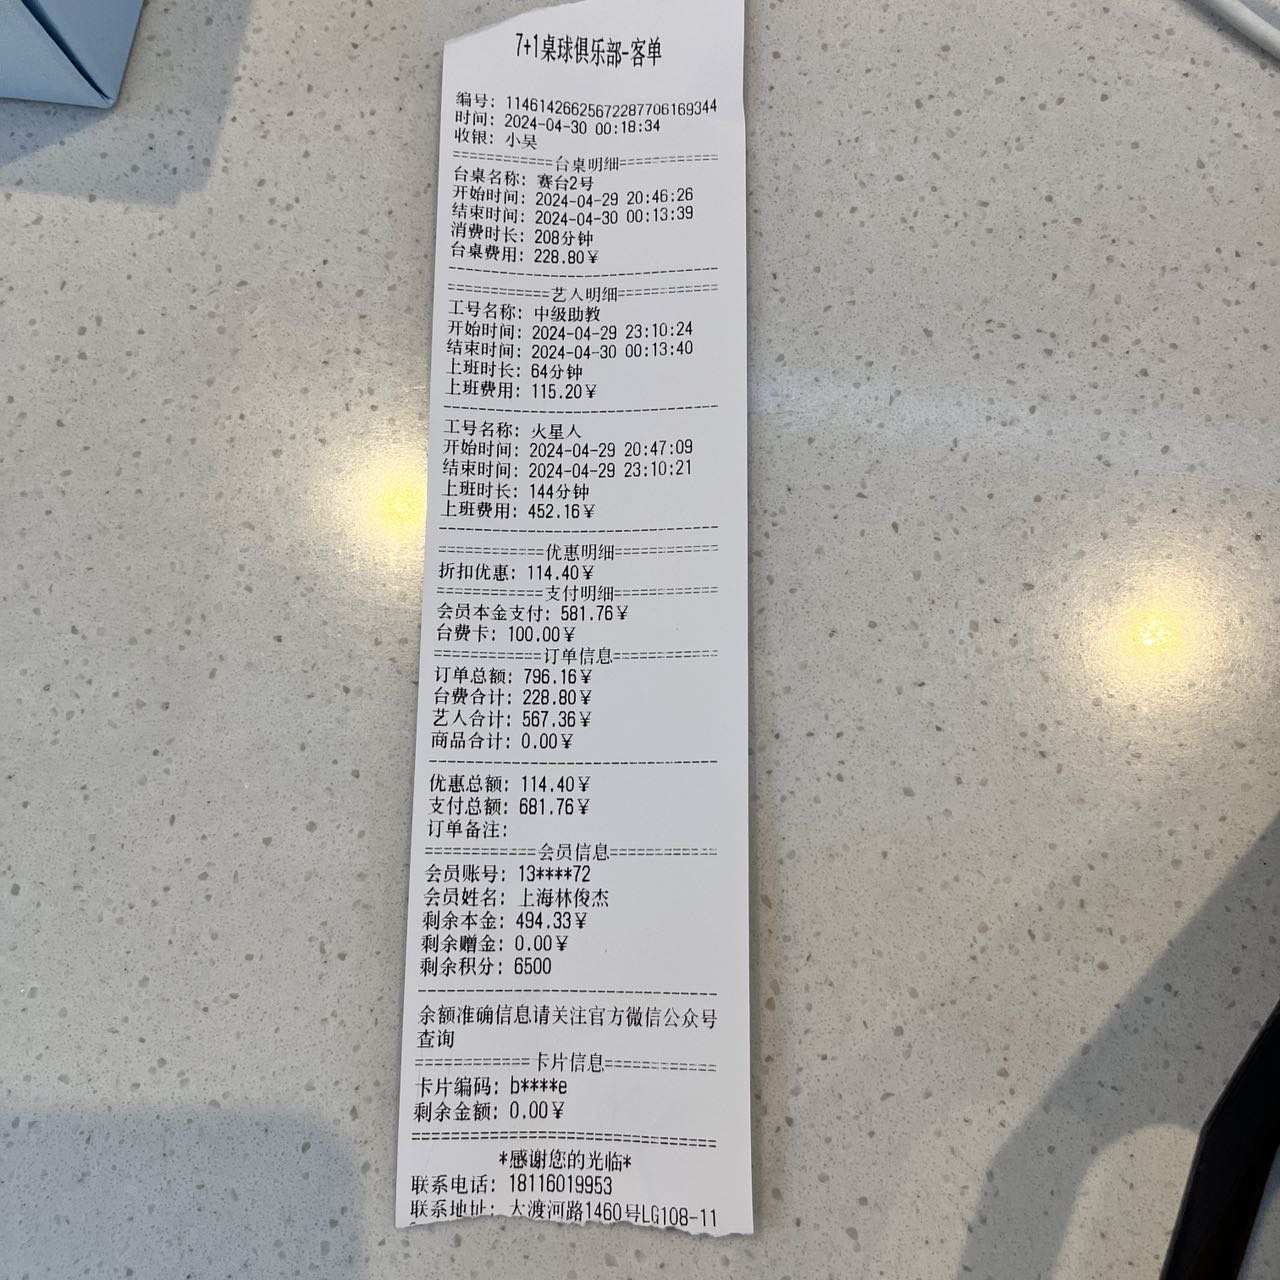 7+1桌球俱乐部-客单
编号: 11461426625672287706169344
时间: 2024-04-30 00:18:34
收银: 小吴
============台桌明细============
台桌名称: 赛台2号
开始时间: 2024-04-29 20:46:26
结束时间: 2024-04-30 00:13:39
消费时长: 208分钟
台桌费用: 228.80¥
--------------------------------
============艺人明细============
工号名称: 中级助教
开始时间: 2024-04-29 23:10:24
结束时间: 2024-04-30 00:13:40
上班时长: 64分钟
上班费用: 115.20¥
--------------------------------
工号名称: 火星人
开始时间: 2024-04-29 20:47:09
结束时间: 2024-04-29 23:10:21
上班时长: 144分钟
上班费用: 452.16¥
--------------------------------
============优惠明细============
折扣优惠: 114.40¥
============支付明细============
会员本金支付: 581.76¥
台费卡: 100.00¥
============订单信息============
订单总额: 796.16¥
台费合计: 228.80¥
艺人合计: 567.36¥
商品合计: 0.00¥
--------------------------------
优惠总额: 114.40¥
支付总额: 681.76¥
订单备注:
============会员信息============
会员账号: 13****72
会员姓名: 上海林俊杰
剩余本金: 494.33¥
剩余赠金: 0.00¥
剩余积分: 6500
--------------------------------
余额准确信息请关注官方微信公众号
查询
============卡片信息============
卡片编码: b****e
剩余金额: 0.00¥
================================
*感谢您的光临*
联系电话: 18116019953
联系地址: 大渡河路1460号LG108-11